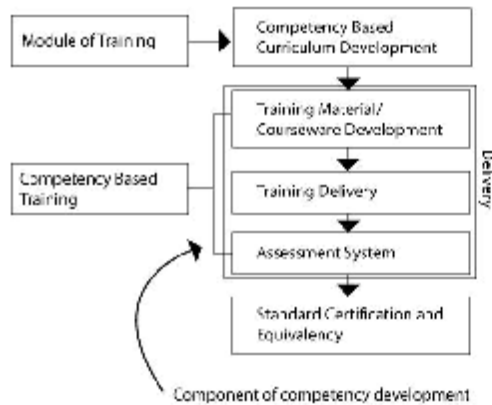 Module of Training
Competency Based
Curriculum Development
Training Material/
Courseware Development
Competency Based
Training
Training Delivery
Assessment System
Delivery
Standard Certification and
Equivalency
Component of competency development